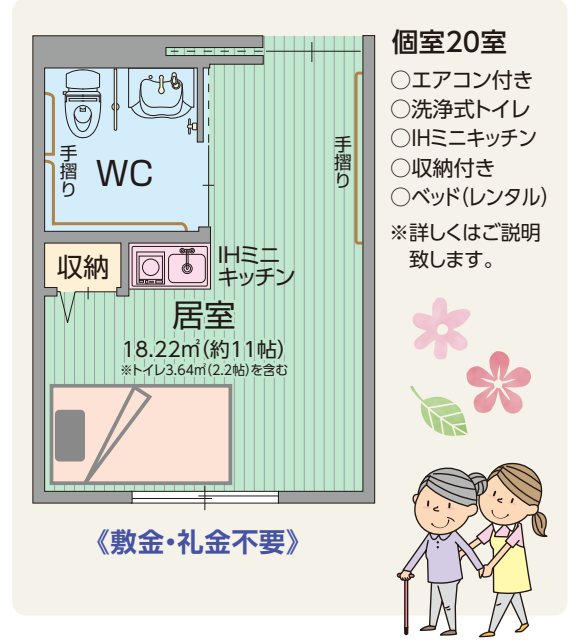 個室20室
○エアコン付き
○洗浄式トイレ
○IHミニキッチン
○収納付き
○ベッド(レンタル)
※詳しくはご説明
致します。
手摺り
WC
手摺り
収納
IHミニ
キッチン
居室
18.22㎡(約11帖)
※トイレ3.64㎡(2.2帖)を含む
《敷金・礼金不要》